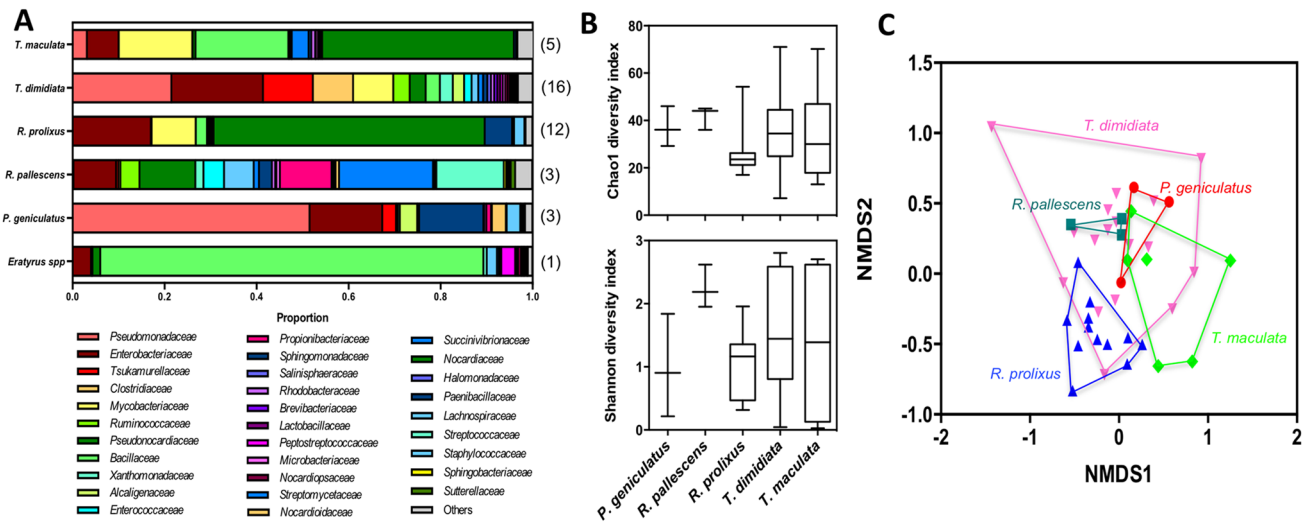 A
T. maculata
(5)
T. dimidiata
(16)
R. prolixus
(12)
R. pallescens
(3)
P. geniculatus
(3)
Eratyrus spp
(1)
0.0 0.2 0.4 0.6 0.8 1.0
Proportion
Pseudomonadaceae
Enterobacteriaceae
Tsukamurellaceae
Clostridiaceae
Mycobacteriaceae
Ruminococcaceae
Pseudonocardiaceae
Bacillaceae
Xanthomonadaceae
Alcaligenaceae
Enterococcaceae
Propionibacteriaceae
Sphingomonadaceae
Salinisphaeraceae
Rhodobacteraceae
Brevibacteriaceae
Lactobacillaceae
Peptostreptococcaceae
Microbacteriaceae
Nocardiopsaceae
Streptomycetaceae
Nocardioidaceae
Succinivibrionaceae
Nocardiaceae
Halomonadaceae
Paenibacillaceae
Lachnospiraceae
Streptococcaceae
Staphylococcaceae
Sphingobacteriaceae
Sutterellaceae
Others
B
Chao1 diversity index
80
60
40
20
0
Shannon diversity index
3
2
1
0
P. geniculatus
R. pallescens
R. prolixus
T. dimidiata
T. maculata
C
NMDS2
1.5
1.0
0.5
0.0
-0.5
-1.0
T. dimidiata
P. geniculatus
R. pallescens
T. maculata
R. prolixus
-2 -1 0 1 2
NMDS1